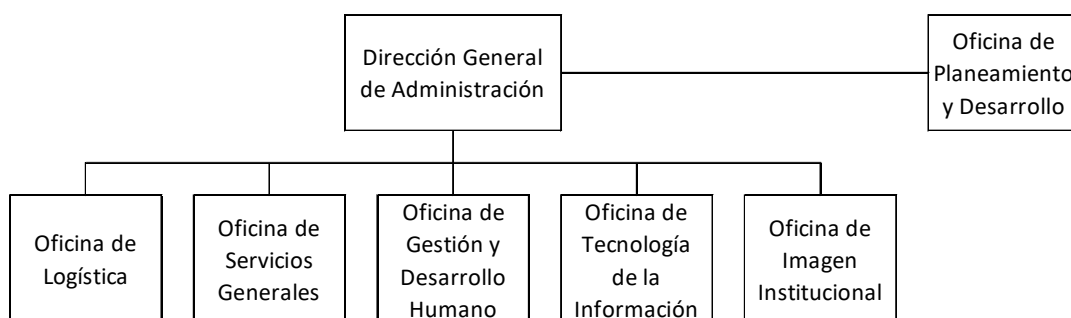 Dirección General
de Administración
Oficina de
Planeamiento
y Desarrollo
Oficina de
Logística
Oficina de
Servicios
Generales
Oficina de
Gestión y
Desarrollo
Humano
Oficina de
Tecnología
de la
Información
Oficina de
Imagen
Institucional